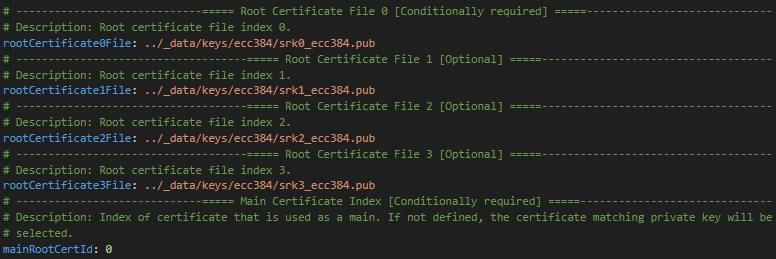 # -----------------------------===== Root Certificate File 0 [Conditionally required] =====-----------------------------
# Description: Root certificate file index 0.
rootCertificate0File: ../_data/keys/ecc384/srk0_ecc384.pub
# ------------------------------------===== Root Certificate File 1 [Optional] =====------------------------------------
# Description: Root certificate file index 1.
rootCertificate1File: ../_data/keys/ecc384/srk1_ecc384.pub
# ------------------------------------===== Root Certificate File 2 [Optional] =====------------------------------------
# Description: Root certificate file index 2.
rootCertificate2File: ../_data/keys/ecc384/srk2_ecc384.pub
# ------------------------------------===== Root Certificate File 3 [Optional] =====------------------------------------
# Description: Root certificate file index 3.
rootCertificate3File: ../_data/keys/ecc384/srk3_ecc384.pub
# -----------------------------===== Main Certificate Index [Conditionally required] =====------------------------------
# Description: Index of certificate that is used as a main. If not defined, the certificate matching private key will be
# selected.
mainRootCertId: 0